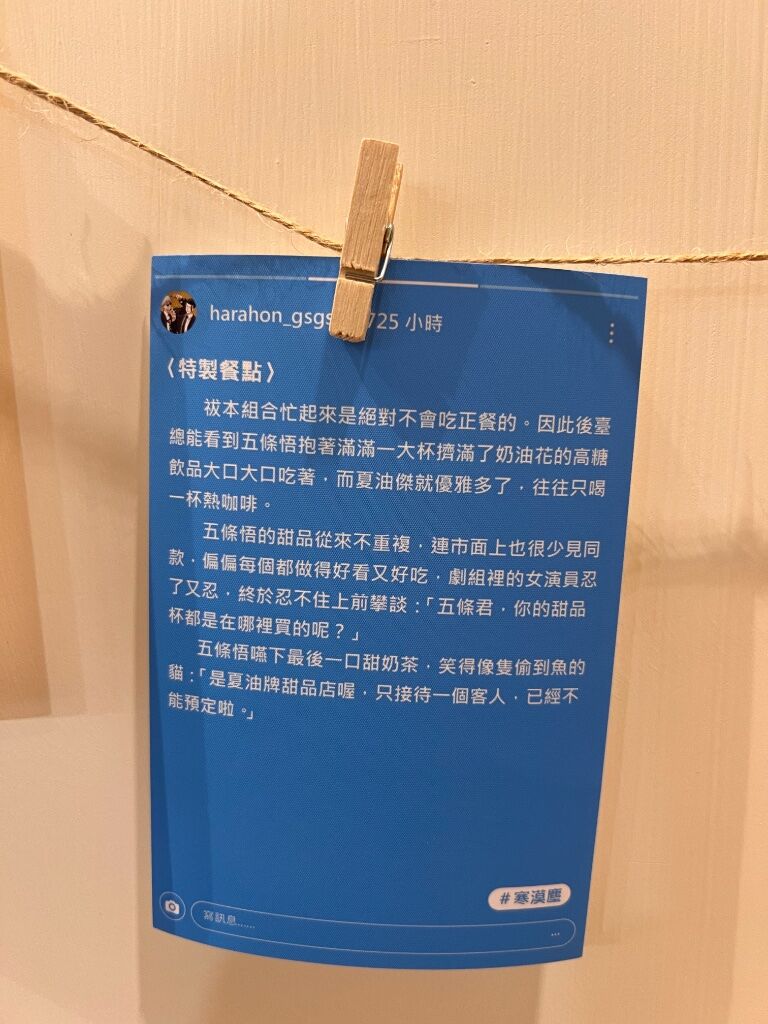 harahon_gsgs 725 小時
〈特製餐點〉
祓本組合忙起來是絕對不會吃正餐的。因此後臺
總能看到五條悟抱著滿滿一大杯擠滿了奶油花的高糖
飲品大口大口吃著，而夏油傑就優雅多了，往往只喝
一杯熱咖啡。
五條悟的甜品從來不重複，連市面上也很少見同
款，偏偏每個都做得好看又好吃，劇組裡的女演員忍
了又忍，終於忍不住上前攀談：「五條君，你的甜品
杯都是在哪裡買的呢？」
五條悟嚥下最後一口甜奶茶，笑得像隻偷到魚的
貓：「是夏油牌甜品店喔，只接待一個客人，已經不
能預定啦。」
#寒漠塵
寫訊息......